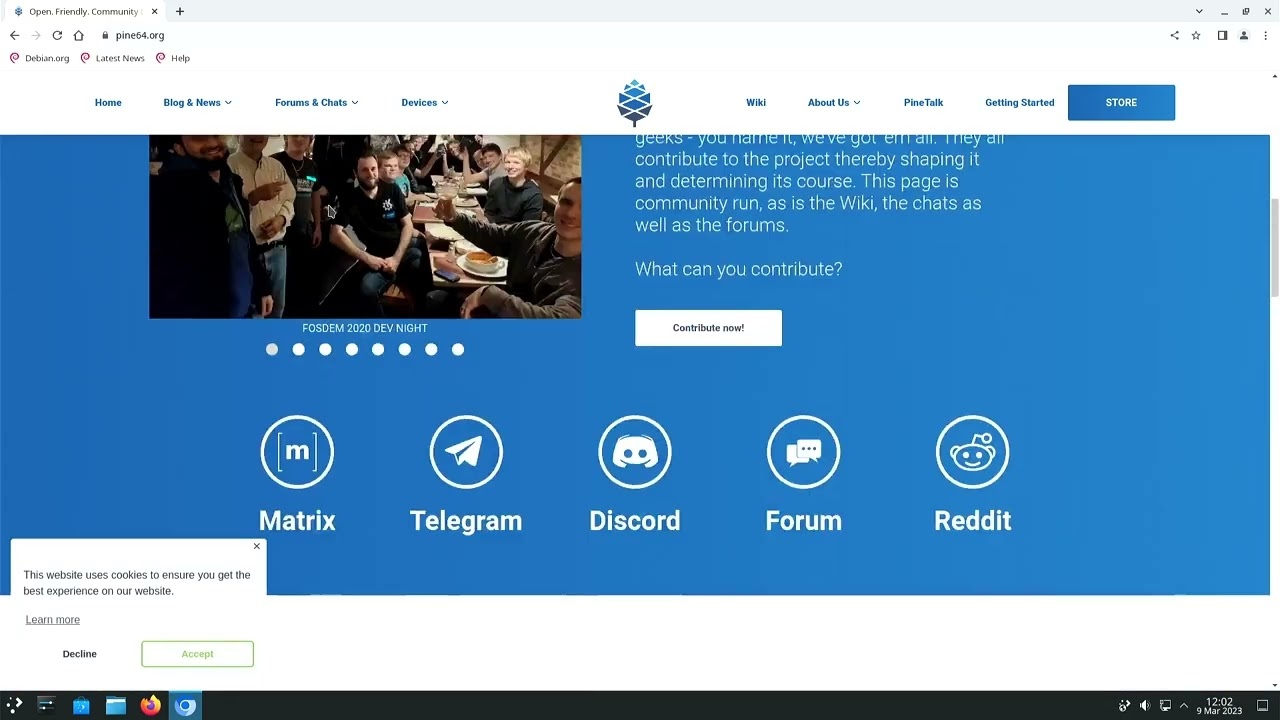 Open. Friendly. Community
pine64.org
Debian.org
Latest News
Help
Home
Blog & News
Forums & Chats
Devices
Wiki
About Us
PineTalk
Getting Started
STORE
geeks - you name it, we've got 'em all. They all
contribute to the project thereby shaping it
and determining its course. This page is
community run, as is the Wiki, the chats as
well as the forums.
What can you contribute?
Contribute now!
FOSDEM 2020 DEV NIGHT
[m]
Matrix
Telegram
Discord
Forum
Reddit
This website uses cookies to ensure you get the
best experience on our website.
Learn more
Decline
Accept
12:02
9 Mar 2023